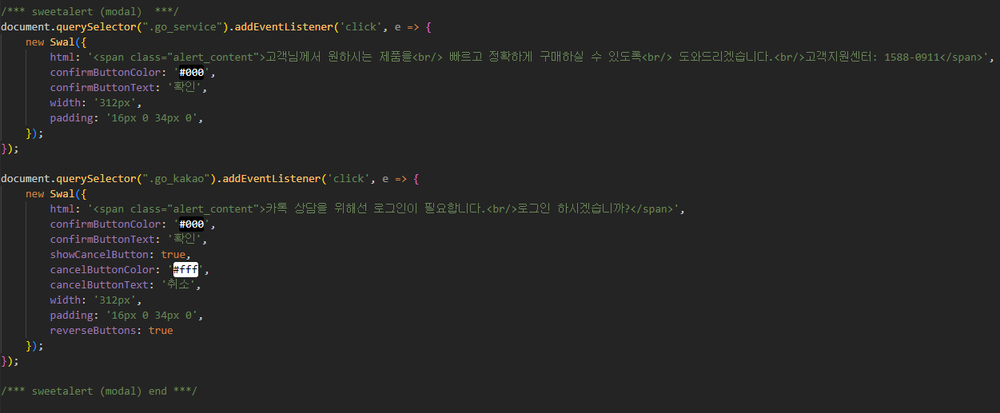 /*** sweetalert (modal)  ***/
document.querySelector(".go_service").addEventListener('click', e => {
    new Swal({
        html: '<span class="alert_content">고객님께서 원하시는 제품을<br/> 빠르고 정확하게 구매하실 수 있도록<br/> 도와드리겠습니다.<br/>고객지원센터: 1588-0911</span>',
        confirmButtonColor: '#000',
        confirmButtonText: '확인',
        width: '312px',
        padding: '16px 0 34px 0',
    });
});

document.querySelector(".go_kakao").addEventListener('click', e => {
    new Swal({
        html: '<span class="alert_content">카톡 상담을 위해선 로그인이 필요합니다.<br/>로그인 하시겠습니까?</span>',
        confirmButtonColor: '#000',
        confirmButtonText: '확인',
        showCancelButton: true,
        cancelButtonColor: '#fff',
        cancelButtonText: '취소',
        width: '312px',
        padding: '16px 0 34px 0',
        reverseButtons: true
    });
});

/*** sweetalert (modal) end ***/